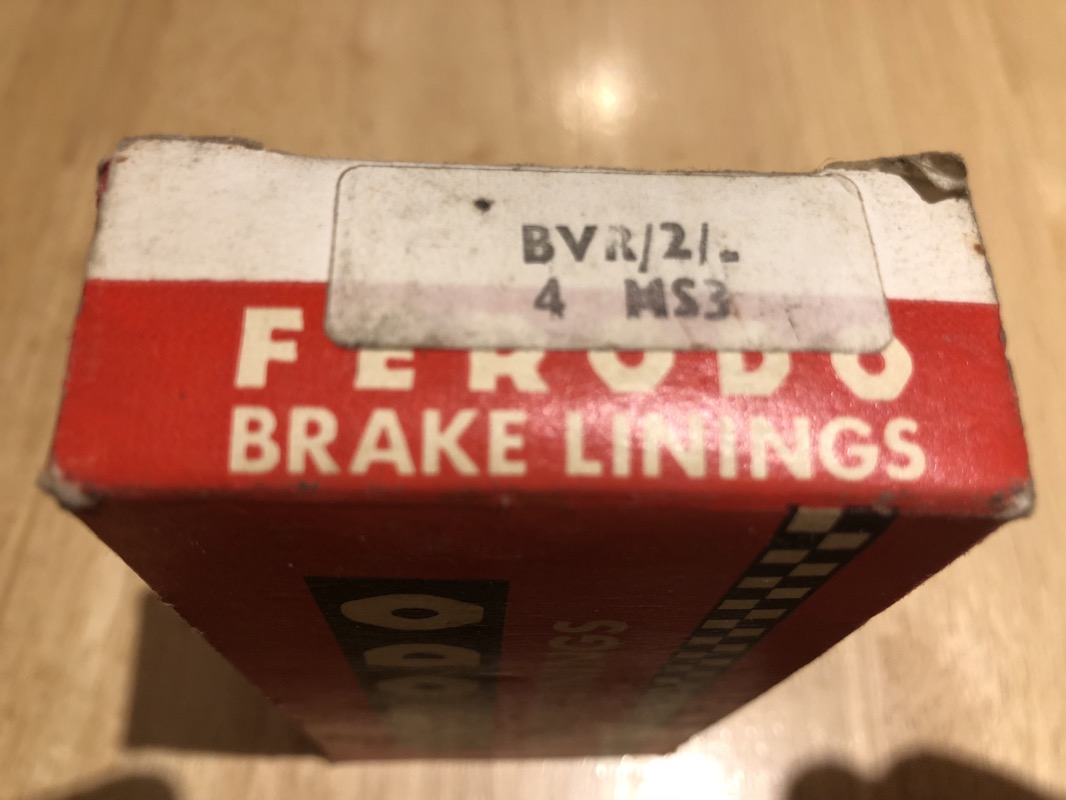 BVR/2/-
4 MS3
FERODO
BRAKE LININGS